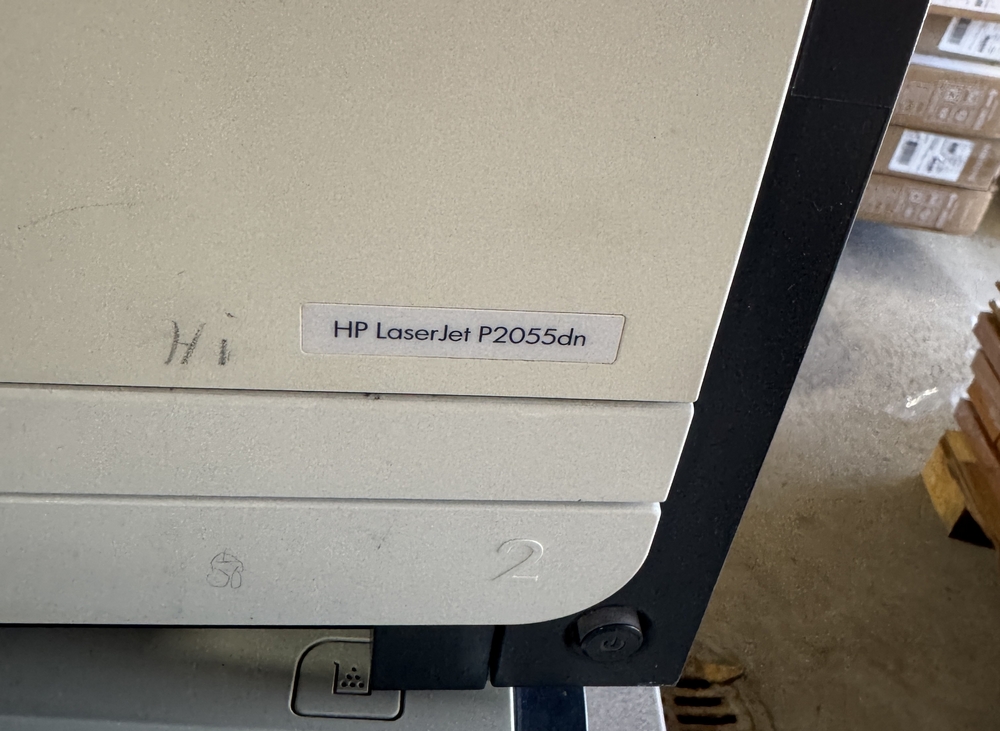 Hi
HP LaserJet P2055dn
2